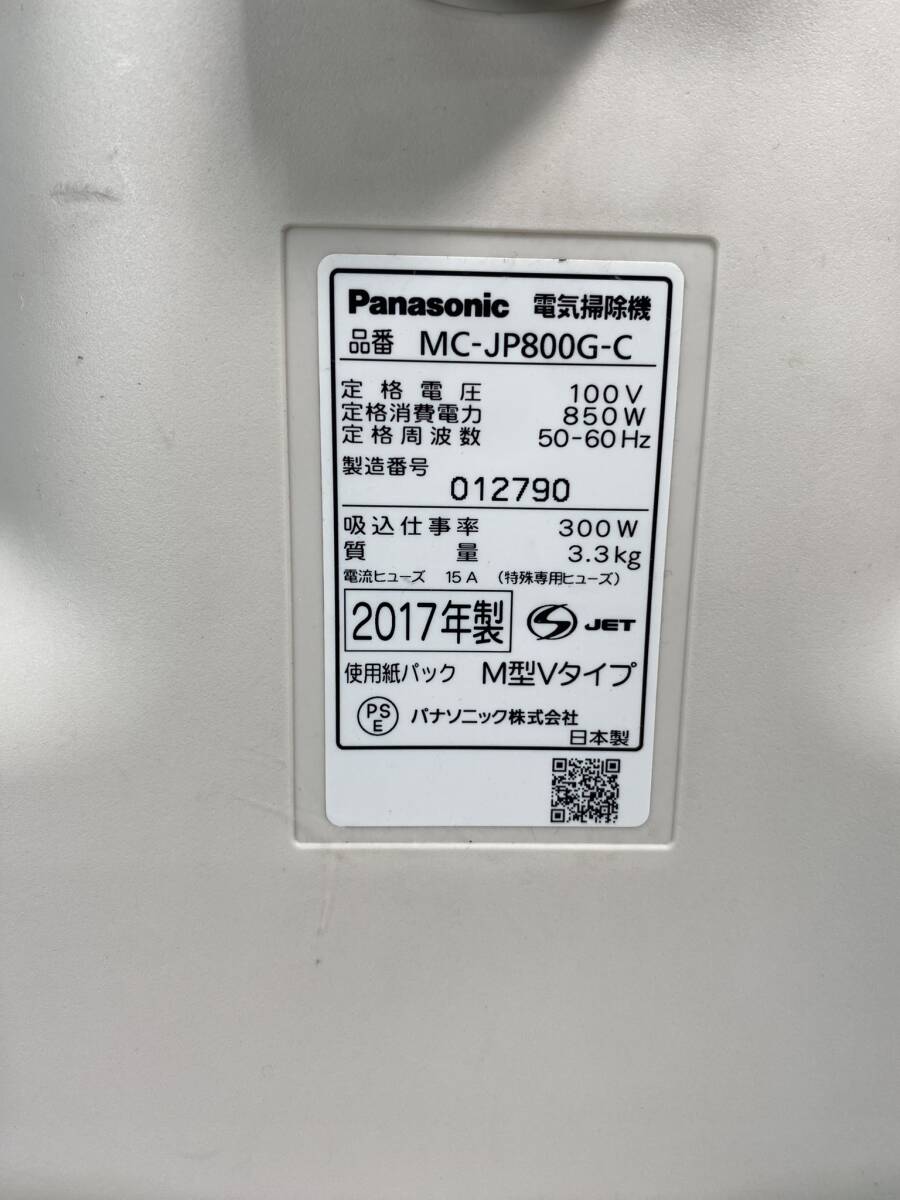 Panasonic 電気掃除機
品番 MC-JP800G-C
定格電圧 100V
定格消費電力 850W
定格周波数 50-60Hz
製造番号
012790
吸込仕事率 300W
質量 3.3kg
電流ヒューズ 15A (特殊専用ヒューズ)
2017年製 S JET
使用紙パック M型Vタイプ
PSE パナソニック株式会社
日本製